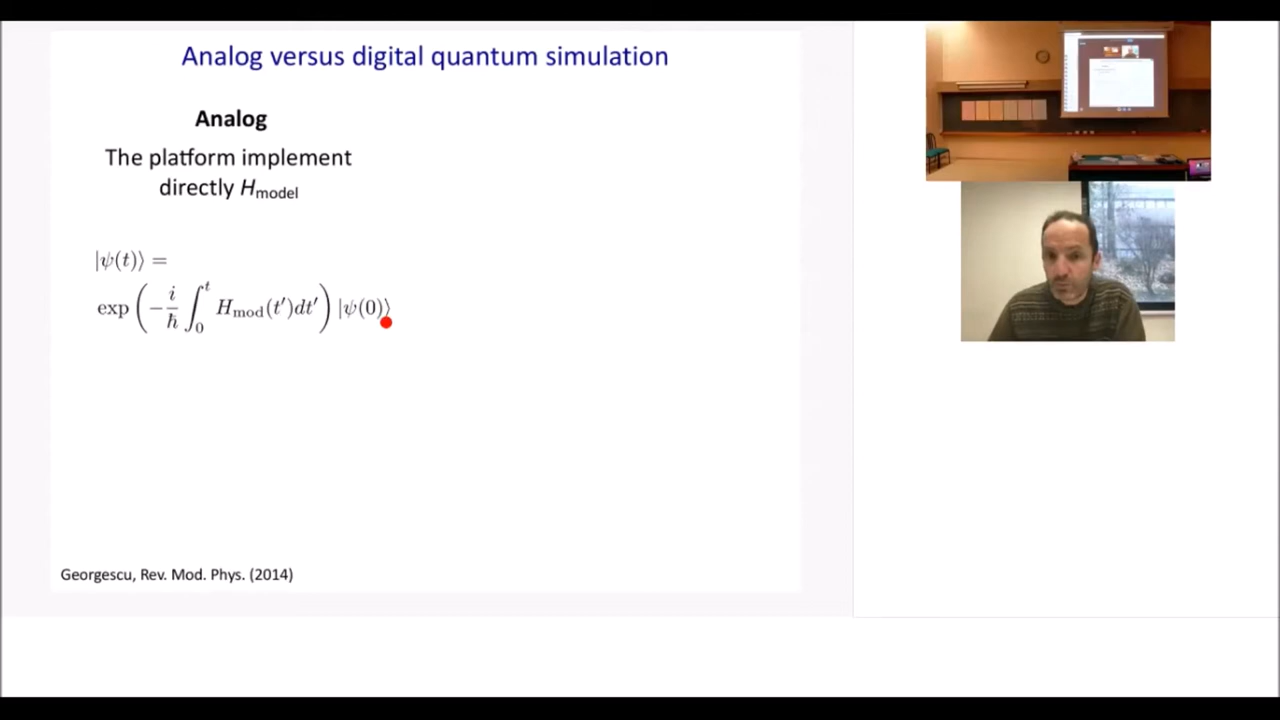 Analog versus digital quantum simulation
Analog
The platform implement
directly H_model
|ψ(t)⟩ =
exp(−i/ħ ∫₀ᵗ H_mod(t′)dt′) |ψ(0)⟩
Georgescu, Rev. Mod. Phys. (2014)